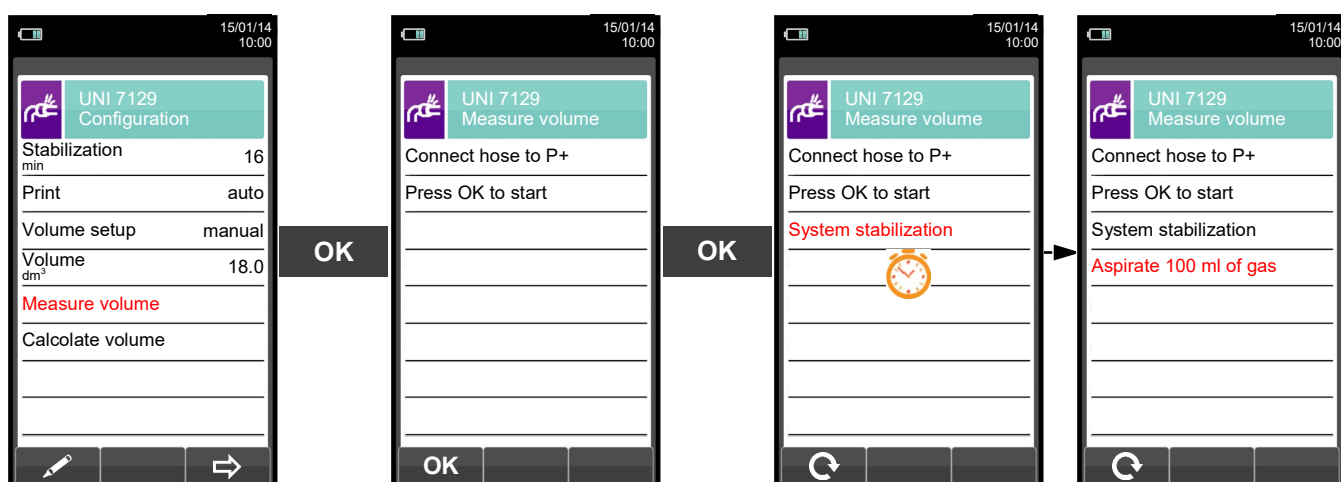 15/01/14
10:00
UNI 7129
Configuration
Stabilization
min
16
Print
auto
Volume setup
manual
Volume
dm³
18.0
Measure volume
Calcolate volume
OK
15/01/14
10:00
UNI 7129
Measure volume
Connect hose to P+
Press OK to start
OK
OK
15/01/14
10:00
UNI 7129
Measure volume
Connect hose to P+
Press OK to start
System stabilization
15/01/14
10:00
UNI 7129
Measure volume
Connect hose to P+
Press OK to start
System stabilization
Aspirate 100 ml of gas